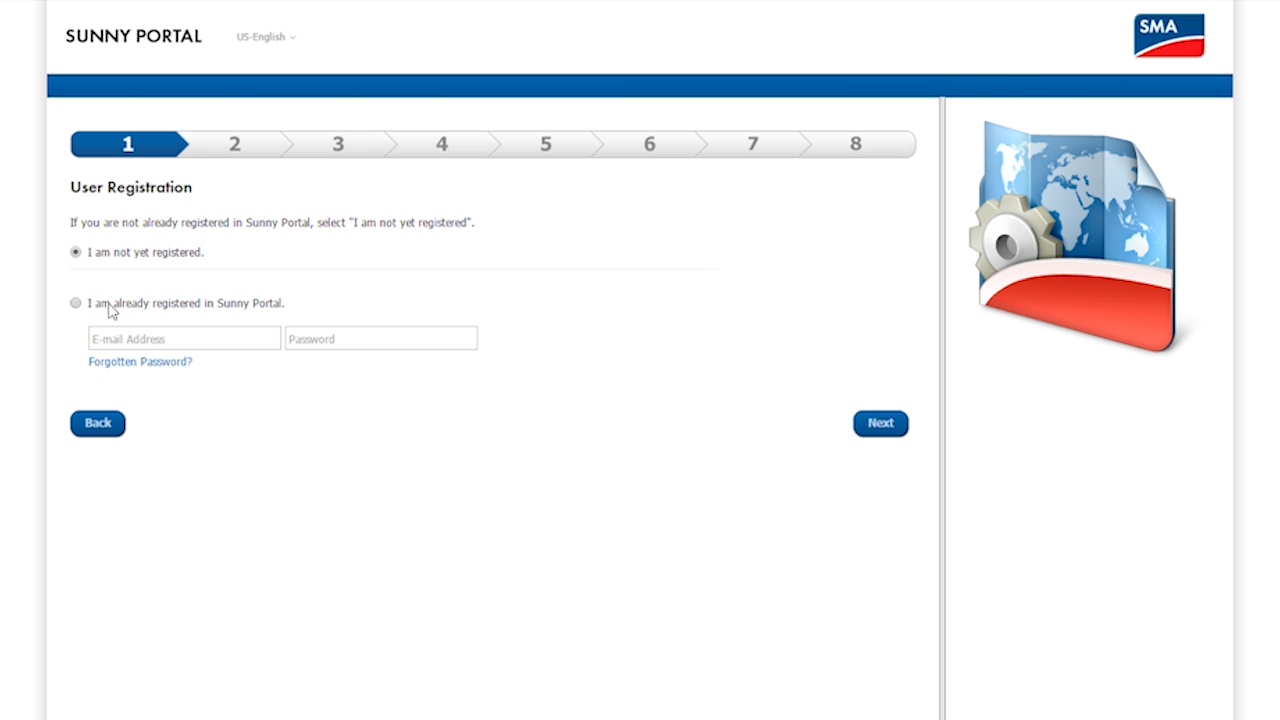 SUNNY PORTAL US-English
SMA
1 2 3 4 5 6 7 8
User Registration
If you are not already registered in Sunny Portal, select "I am not yet registered".
I am not yet registered.
I am already registered in Sunny Portal.
E-mail Address Password
Forgotten Password?
Back Next